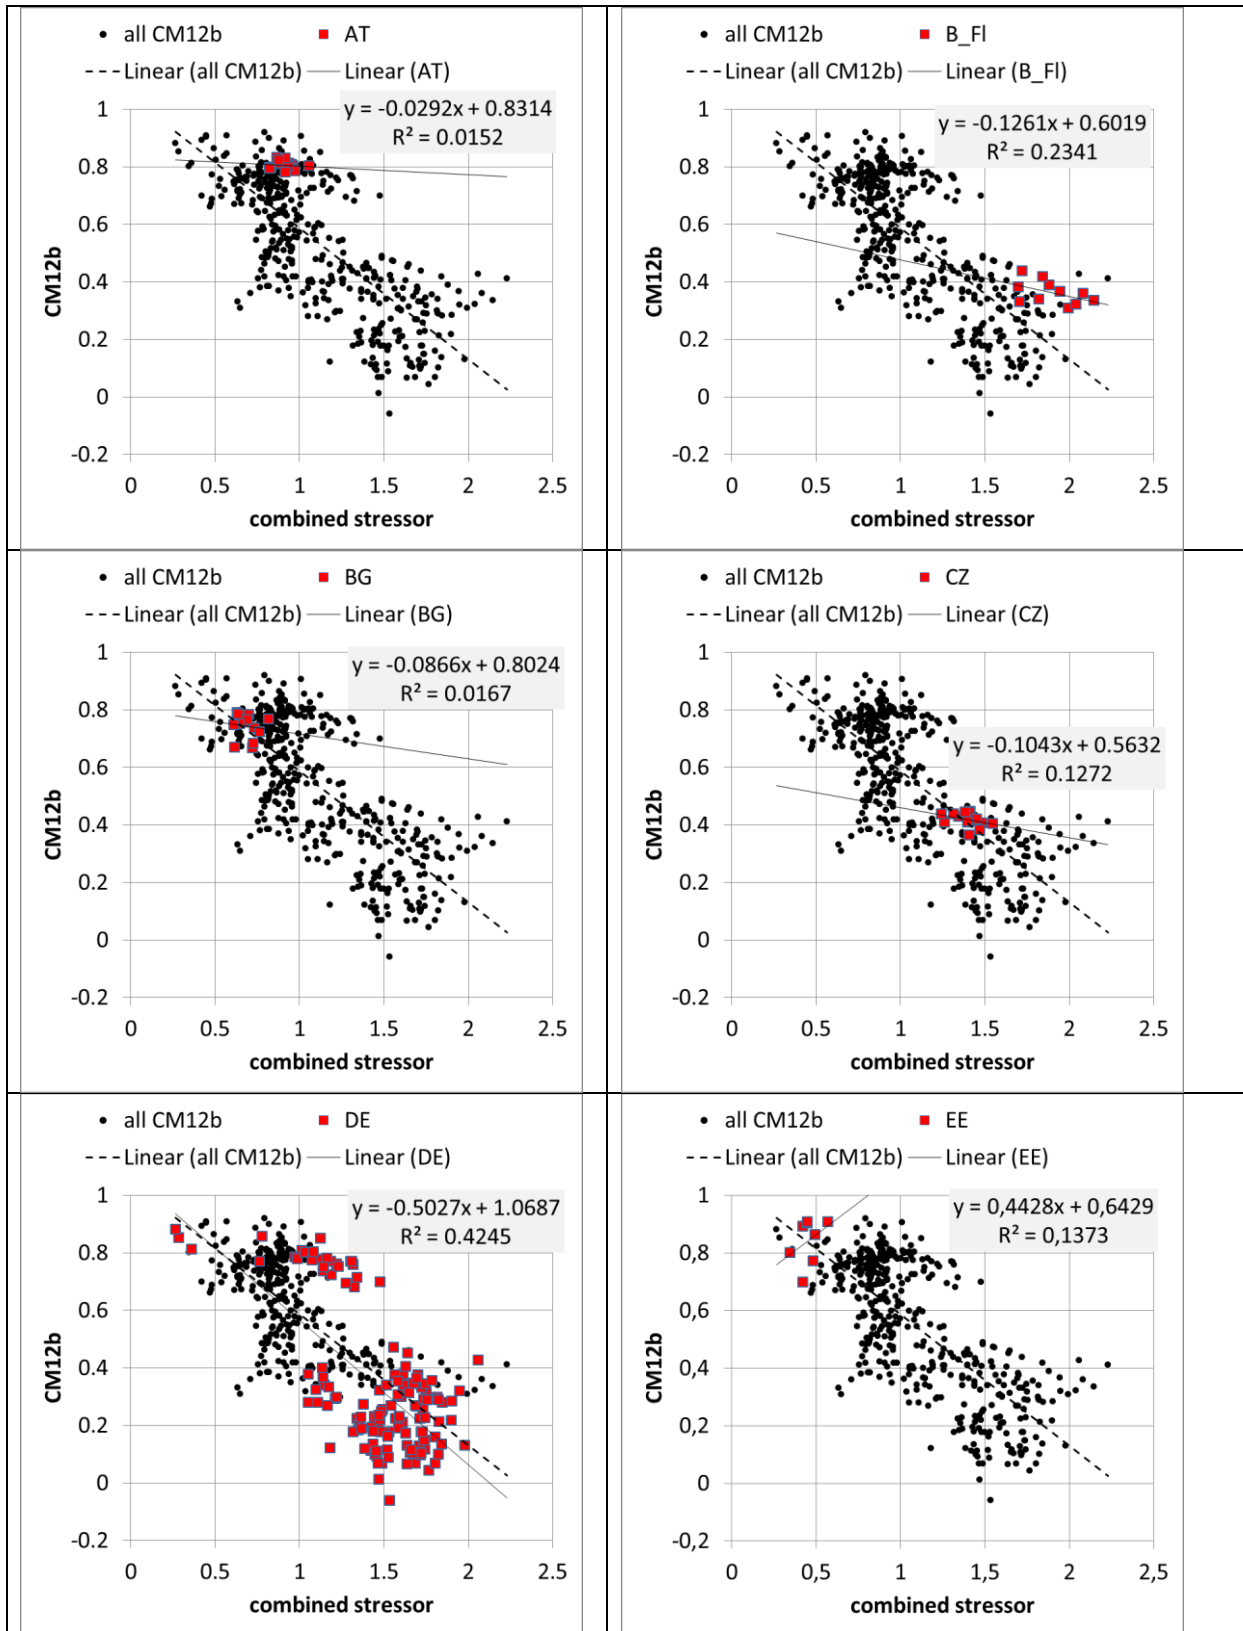 all CM12b AT
Linear (all CM12b) Linear (AT)
y = -0.0292x + 0.8314
R² = 0.0152
1
0.8
0.6
0.4
0.2
0
-0.2
CM12b
0 0.5 1 1.5 2 2.5
combined stressor
all CM12b B_Fl
Linear (all CM12b) Linear (B_Fl)
y = -0.1261x + 0.6019
R² = 0.2341
1
0.8
0.6
0.4
0.2
0
-0.2
CM12b
0 0.5 1 1.5 2 2.5
combined stressor
all CM12b BG
Linear (all CM12b) Linear (BG)
y = -0.0866x + 0.8024
R² = 0.0167
1
0.8
0.6
0.4
0.2
0
-0.2
CM12b
0 0.5 1 1.5 2 2.5
combined stressor
all CM12b CZ
Linear (all CM12b) Linear (CZ)
y = -0.1043x + 0.5632
R² = 0.1272
1
0.8
0.6
0.4
0.2
0
-0.2
CM12b
0 0.5 1 1.5 2 2.5
combined stressor
all CM12b DE
Linear (all CM12b) Linear (DE)
y = -0.5027x + 1.0687
R² = 0.4245
1
0.8
0.6
0.4
0.2
0
-0.2
CM12b
0 0.5 1 1.5 2 2.5
combined stressor
all CM12b EE
Linear (all CM12b) Linear (EE)
y = 0,4428x + 0,6429
R² = 0,1373
1
0,8
0,6
0,4
0,2
0
-0,2
CM12b
0 0,5 1 1,5 2 2,5
combined stressor